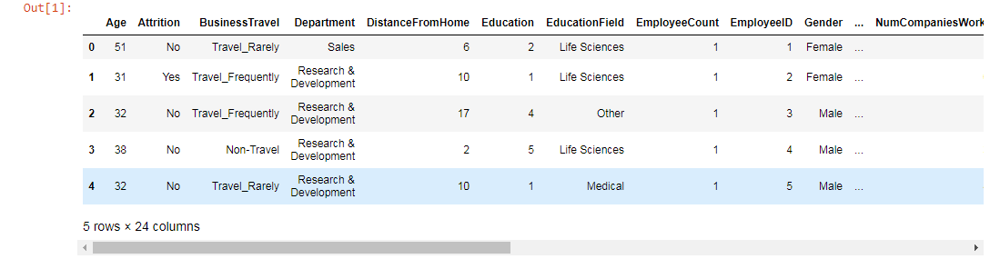 Out[1]:
Age Attrition BusinessTravel Department DistanceFromHome Education EducationField EmployeeCount EmployeeID Gender ... NumCompaniesWork
0 51 No Travel_Rarely Sales 6 2 Life Sciences 1 1 Female ...
1 31 Yes Travel_Frequently Research & Development 10 1 Life Sciences 1 2 Female ...
2 32 No Travel_Frequently Research & Development 17 4 Other 1 3 Male ...
3 38 No Non-Travel Research & Development 2 5 Life Sciences 1 4 Male ...
4 32 No Travel_Rarely Research & Development 10 1 Medical 1 5 Male ...
5 rows × 24 columns